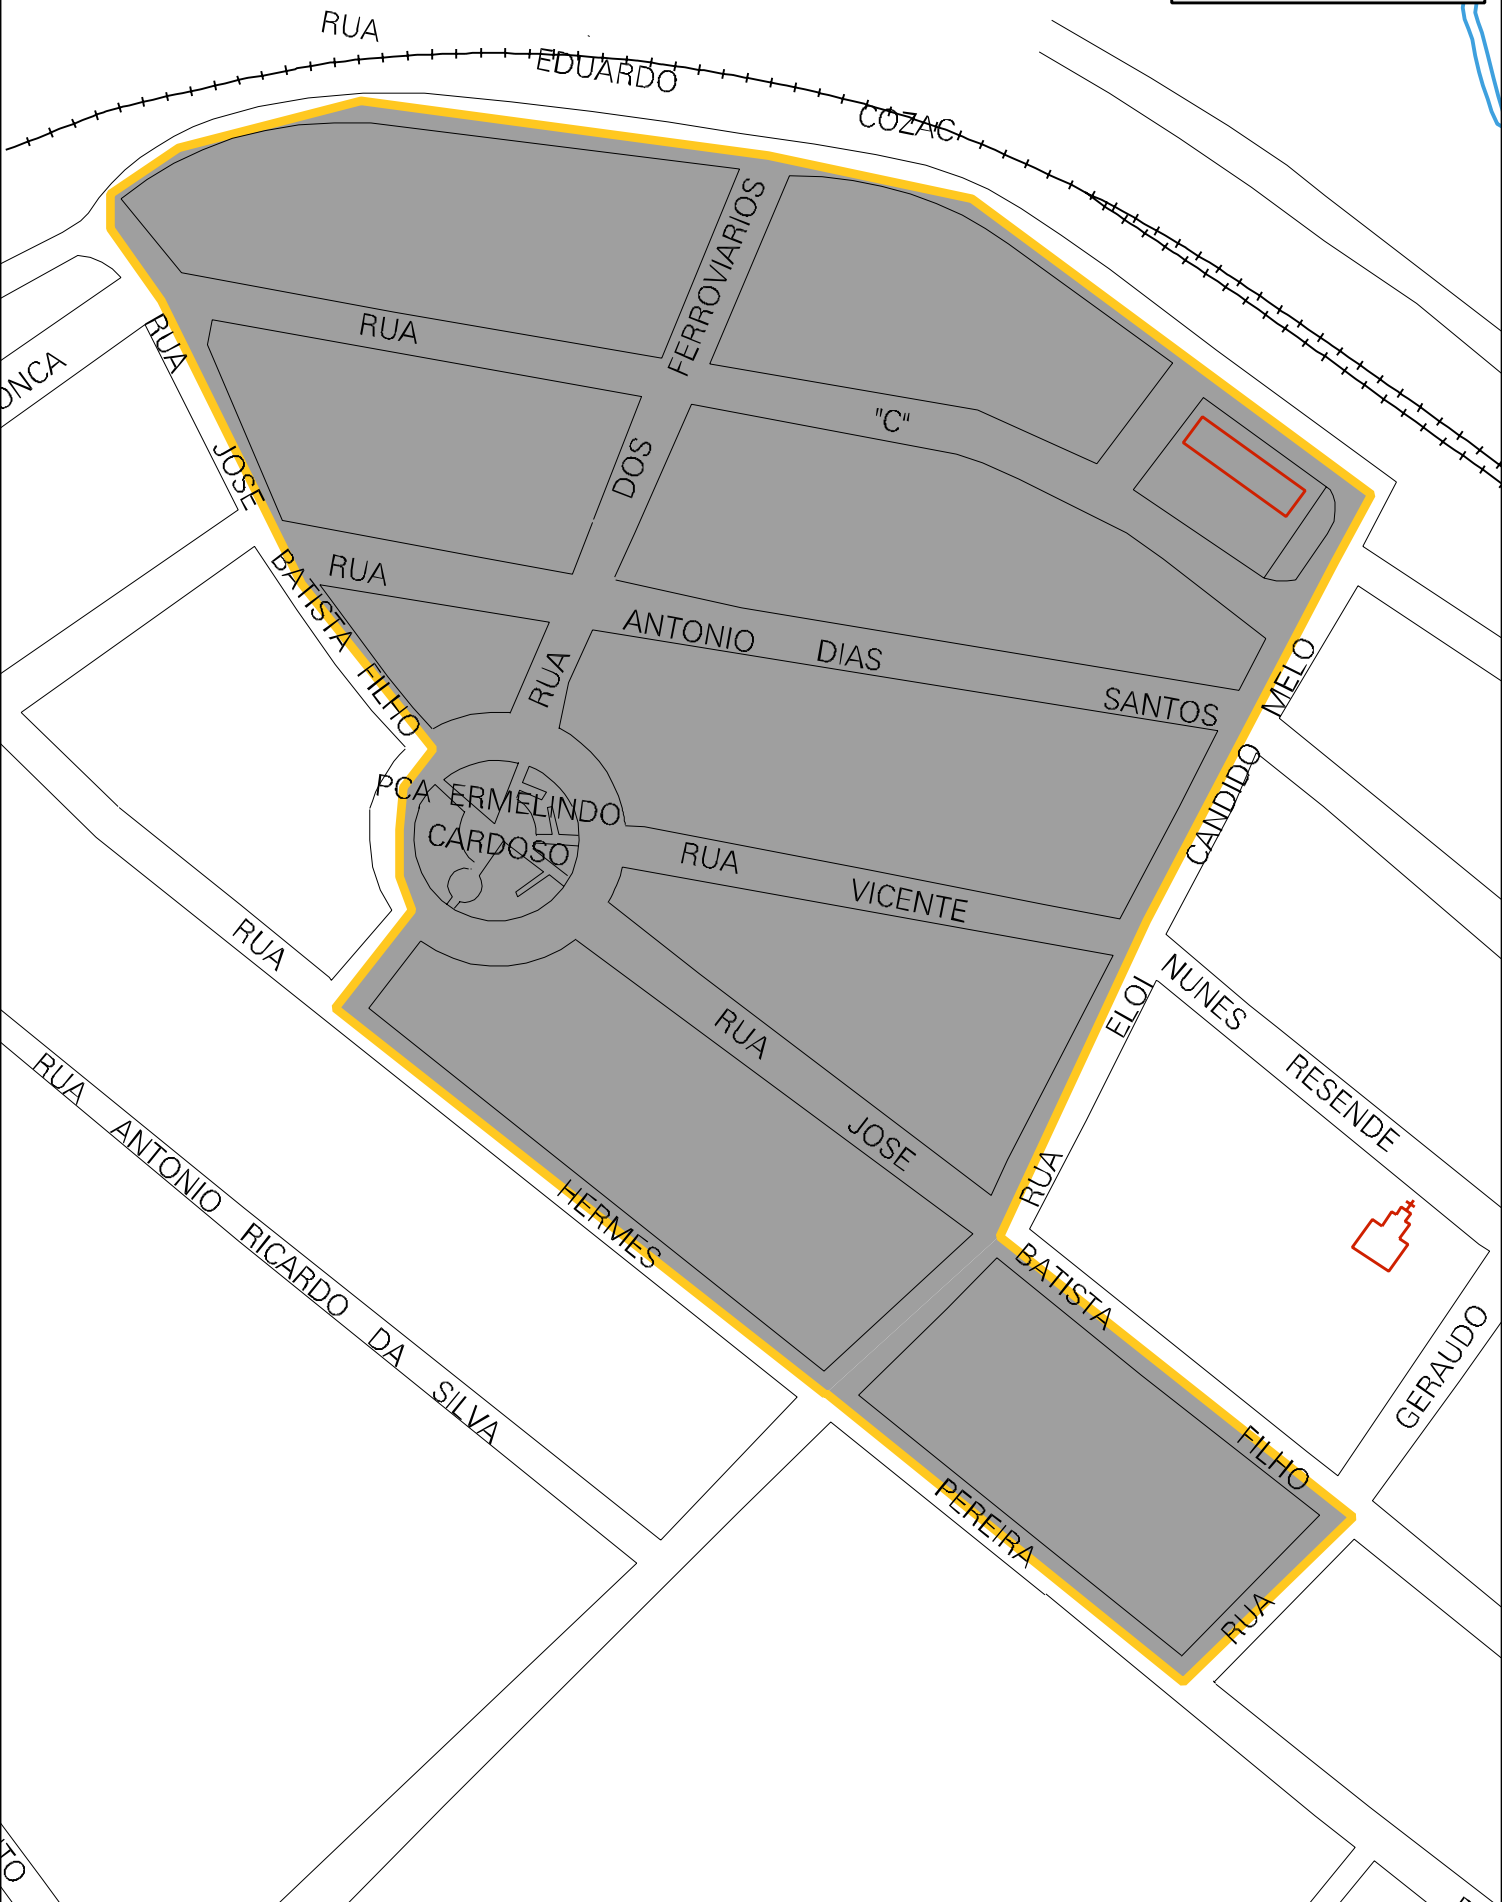 RUA
EDUARDO
COZAC
FERROVIARIOS
RUA
RUA
"C"
JOSE
DOS
BATISTA
RUA
ANTONIO DIAS
SANTOS
FILHO
RUA
MELO
PCA ERMELINDO
CARDOSO
CANDIDO
RUA
VICENTE
RUA
ELOI
NUNES
RESENDE
RUA
JOSE
RUA
ANTONIO
RICARDO
DA
SILVA
HERMES
RUA
BATISTA
GERAUDO
FILHO
PEREIRA
RUA